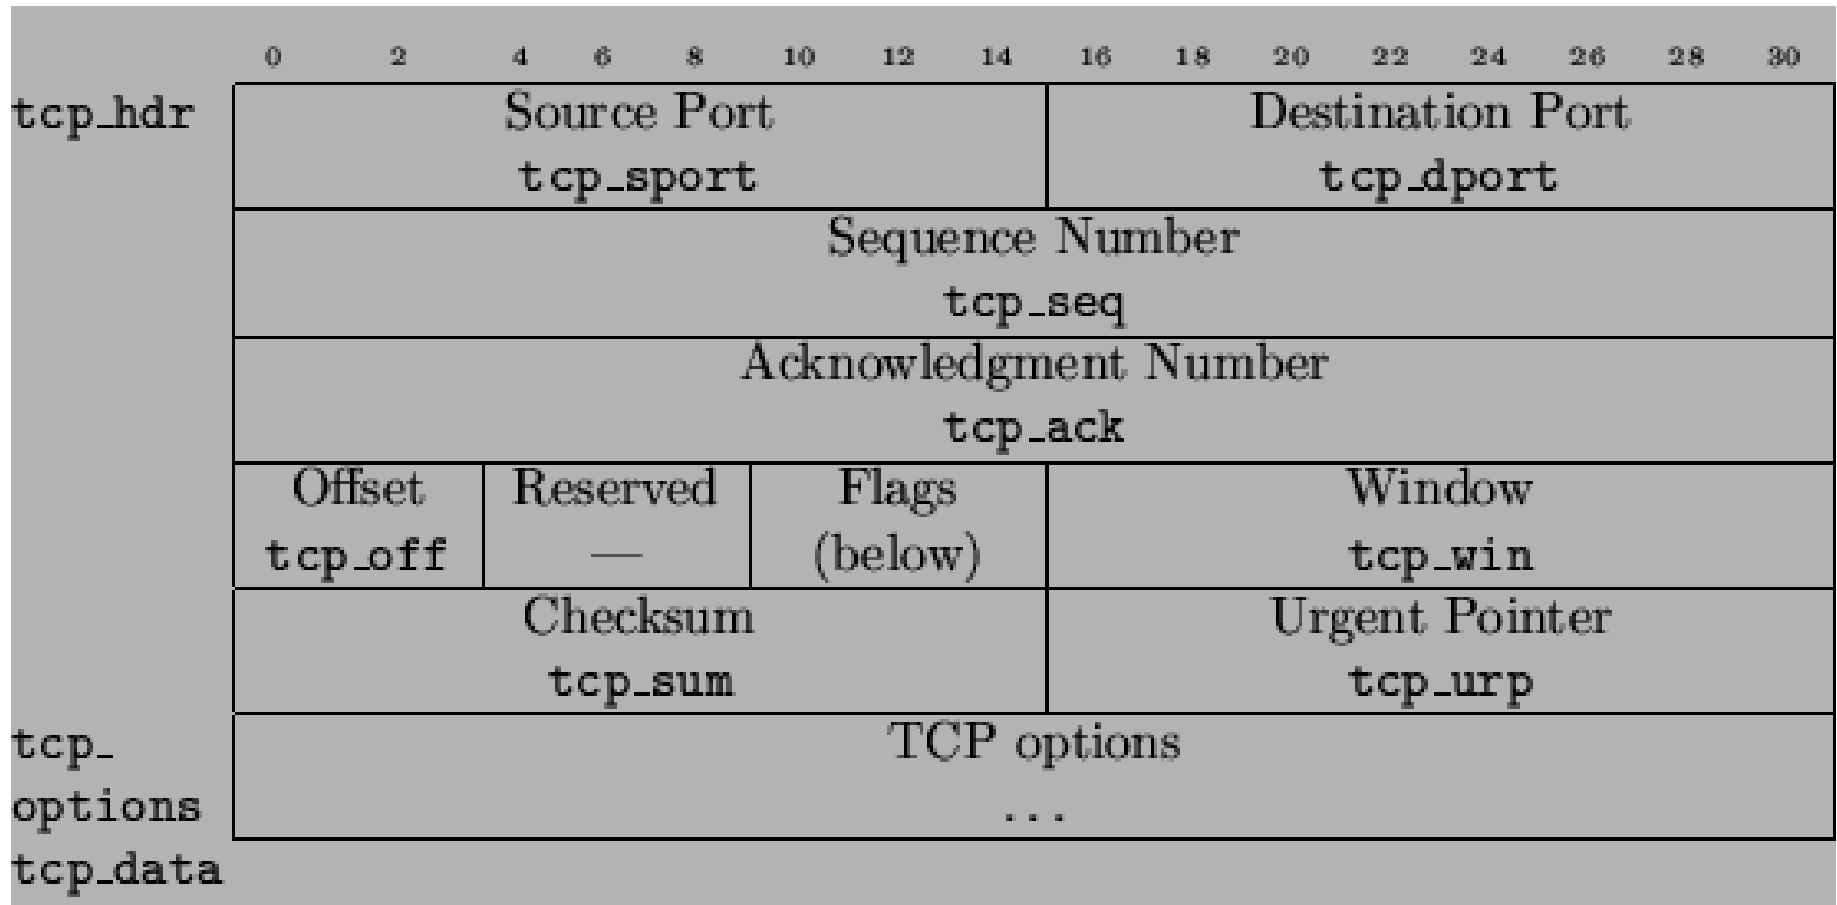 0 2 4 6 8 10 12 14 16 18 20 22 24 26 28 30
tcp_hdr Source Port Destination Port
tcp_sport tcp_dport
Sequence Number
tcp_seq
Acknowledgment Number
tcp_ack
Offset Reserved Flags Window
tcp_off — (below) tcp_win
Checksum Urgent Pointer
tcp_sum tcp_urp
tcp_ TCP options
options ...
tcp_data